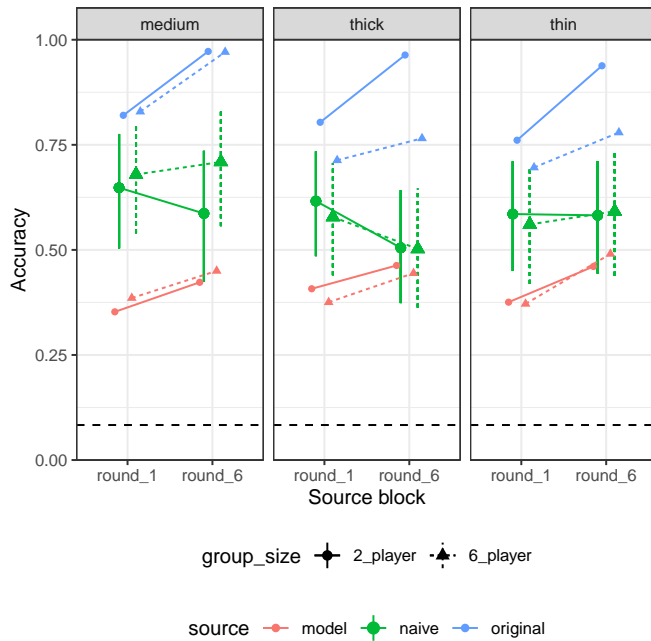 medium thick thin
1.00
0.75
0.50
0.25
0.00
Accuracy
round_1 round_6 round_1 round_6 round_1 round_6
Source block
group_size 2_player 6_player
source model naive original